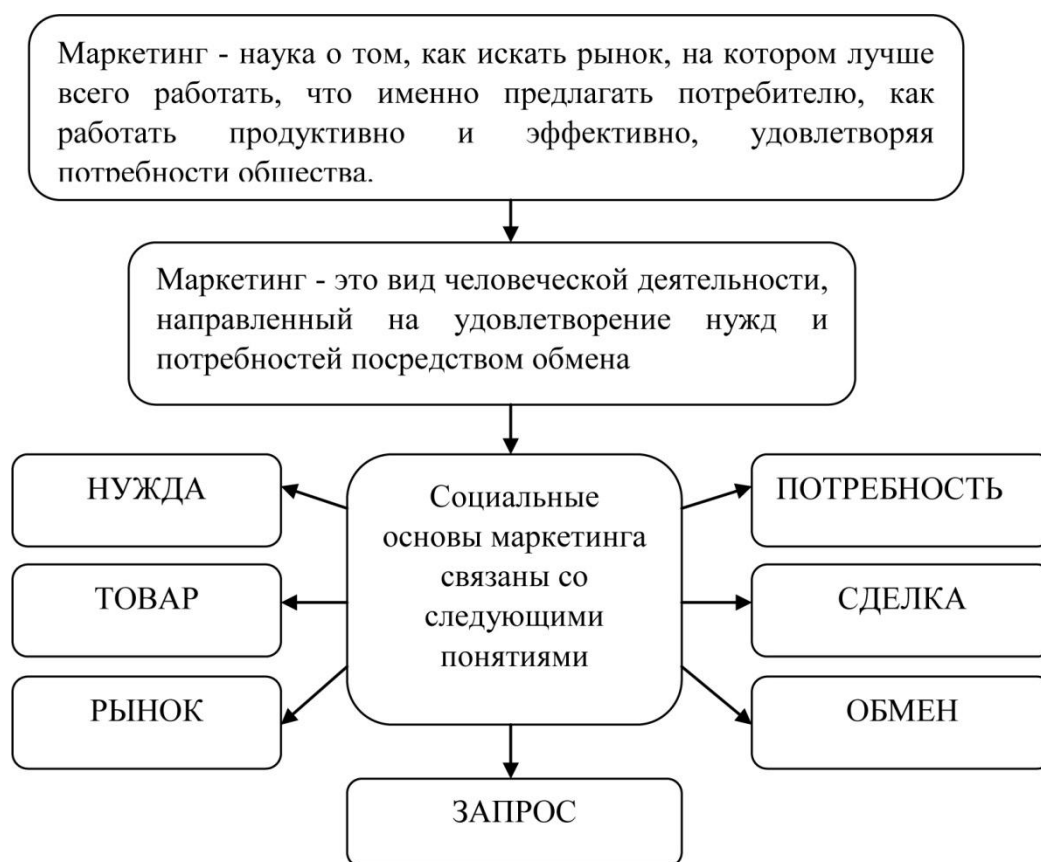 Маркетинг - наука о том, как искать рынок, на котором лучше
всего работать, что именно предлагать потребителю, как
работать продуктивно и эффективно, удовлетворяя
потребности общества.
Маркетинг - это вид человеческой деятельности,
направленный на удовлетворение нужд и
потребностей посредством обмена
НУЖДА
Социальные
основы маркетинга
связаны со
следующими
понятиями
ПОТРЕБНОСТЬ
ТОВАР
СДЕЛКА
РЫНОК
ОБМЕН
ЗАПРОС